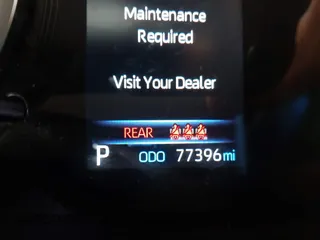 Maintenance
Required
Visit Your Dealer
REAR
P ODO 77396mi